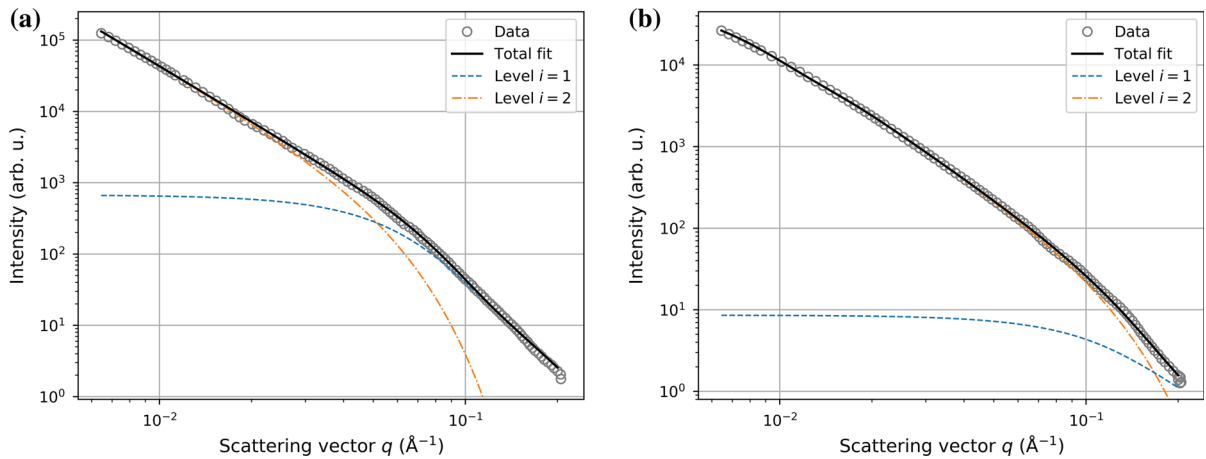 (a)
Intensity (arb. u.)
10⁵
10⁴
10³
10²
10¹
10⁰
Data
Total fit
Level i = 1
Level i = 2
10⁻²
10⁻¹
Scattering vector q (Å⁻¹)
(b)
Intensity (arb. u.)
10⁴
10³
10²
10¹
10⁰
Data
Total fit
Level i = 1
Level i = 2
10⁻²
10⁻¹
Scattering vector q (Å⁻¹)